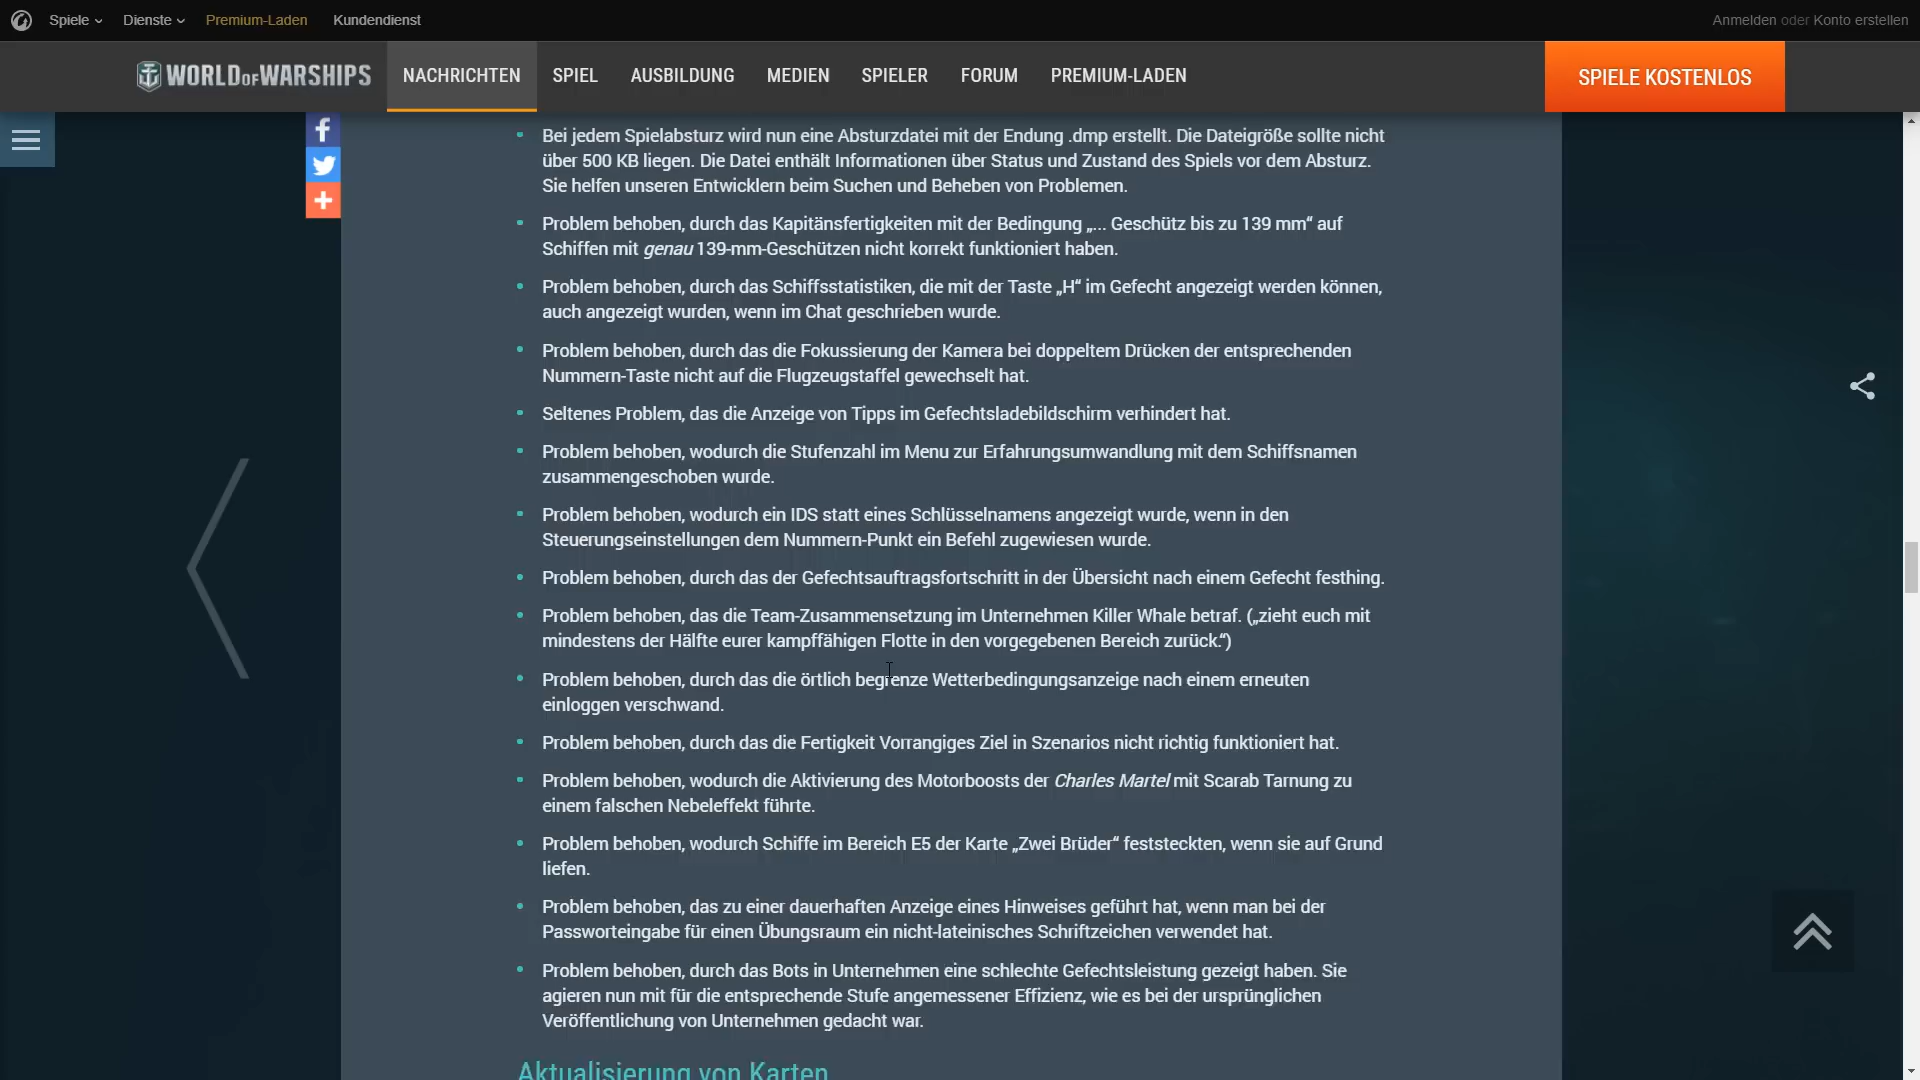 Spiele
Dienste
Premium-Laden
Kundendienst
Anmelden oder Konto erstellen
WORLD OF WARSHIPS
NACHRICHTEN
SPIEL
AUSBILDUNG
MEDIEN
SPIELER
FORUM
PREMIUM-LADEN
SPIELE KOSTENLOS
Bei jedem Spielabsturz wird nun eine Absturzdatei mit der Endung .dmp erstellt. Die Dateigröße sollte nicht
über 500 KB liegen. Die Datei enthält Informationen über Status und Zustand des Spiels vor dem Absturz.
Sie helfen unseren Entwicklern beim Suchen und Beheben von Problemen.
Problem behoben, durch das Kapitänsfertigkeiten mit der Bedingung „... Geschütz bis zu 139 mm“ auf
Schiffen mit genau 139-mm-Geschützen nicht korrekt funktioniert haben.
Problem behoben, durch das Schiffsstatistiken, die mit der Taste „H“ im Gefecht angezeigt werden können,
auch angezeigt wurden, wenn im Chat geschrieben wurde.
Problem behoben, durch das die Fokussierung der Kamera bei doppeltem Drücken der entsprechenden
Nummern-Taste nicht auf die Flugzeugstaffel gewechselt hat.
Seltenes Problem, das die Anzeige von Tipps im Gefechtsladebildschirm verhindert hat.
Problem behoben, wodurch die Stufenzahl im Menu zur Erfahrungsumwandlung mit dem Schiffsnamen
zusammengeschoben wurde.
Problem behoben, wodurch ein IDS statt eines Schlüsselnamens angezeigt wurde, wenn in den
Steuerungseinstellungen dem Nummern-Punkt ein Befehl zugewiesen wurde.
Problem behoben, durch das der Gefechtsauftragsfortschritt in der Übersicht nach einem Gefecht festhing.
Problem behoben, das die Team-Zusammensetzung im Unternehmen Killer Whale betraf. („zieht euch mit
mindestens der Hälfte eurer kampffähigen Flotte in den vorgegebenen Bereich zurück.“)
Problem behoben, durch das die örtlich begrenze Wetterbedingungsanzeige nach einem erneuten
einloggen verschwand.
Problem behoben, durch das die Fertigkeit Vorrangiges Ziel in Szenarios nicht richtig funktioniert hat.
Problem behoben, wodurch die Aktivierung des Motorboosts der Charles Martel mit Scarab Tarnung zu
einem falschen Nebeleffekt führte.
Problem behoben, wodurch Schiffe im Bereich E5 der Karte „Zwei Brüder“ feststeckten, wenn sie auf Grund
liefen.
Problem behoben, das zu einer dauerhaften Anzeige eines Hinweises geführt hat, wenn man bei der
Passworteingabe für einen Übungsraum ein nicht-lateinisches Schriftzeichen verwendet hat.
Problem behoben, durch das Bots in Unternehmen eine schlechte Gefechtsleistung gezeigt haben. Sie
agieren nun mit für die entsprechende Stufe angemessener Effizienz, wie es bei der ursprünglichen
Veröffentlichung von Unternehmen gedacht war.
Aktualisierung von Karten